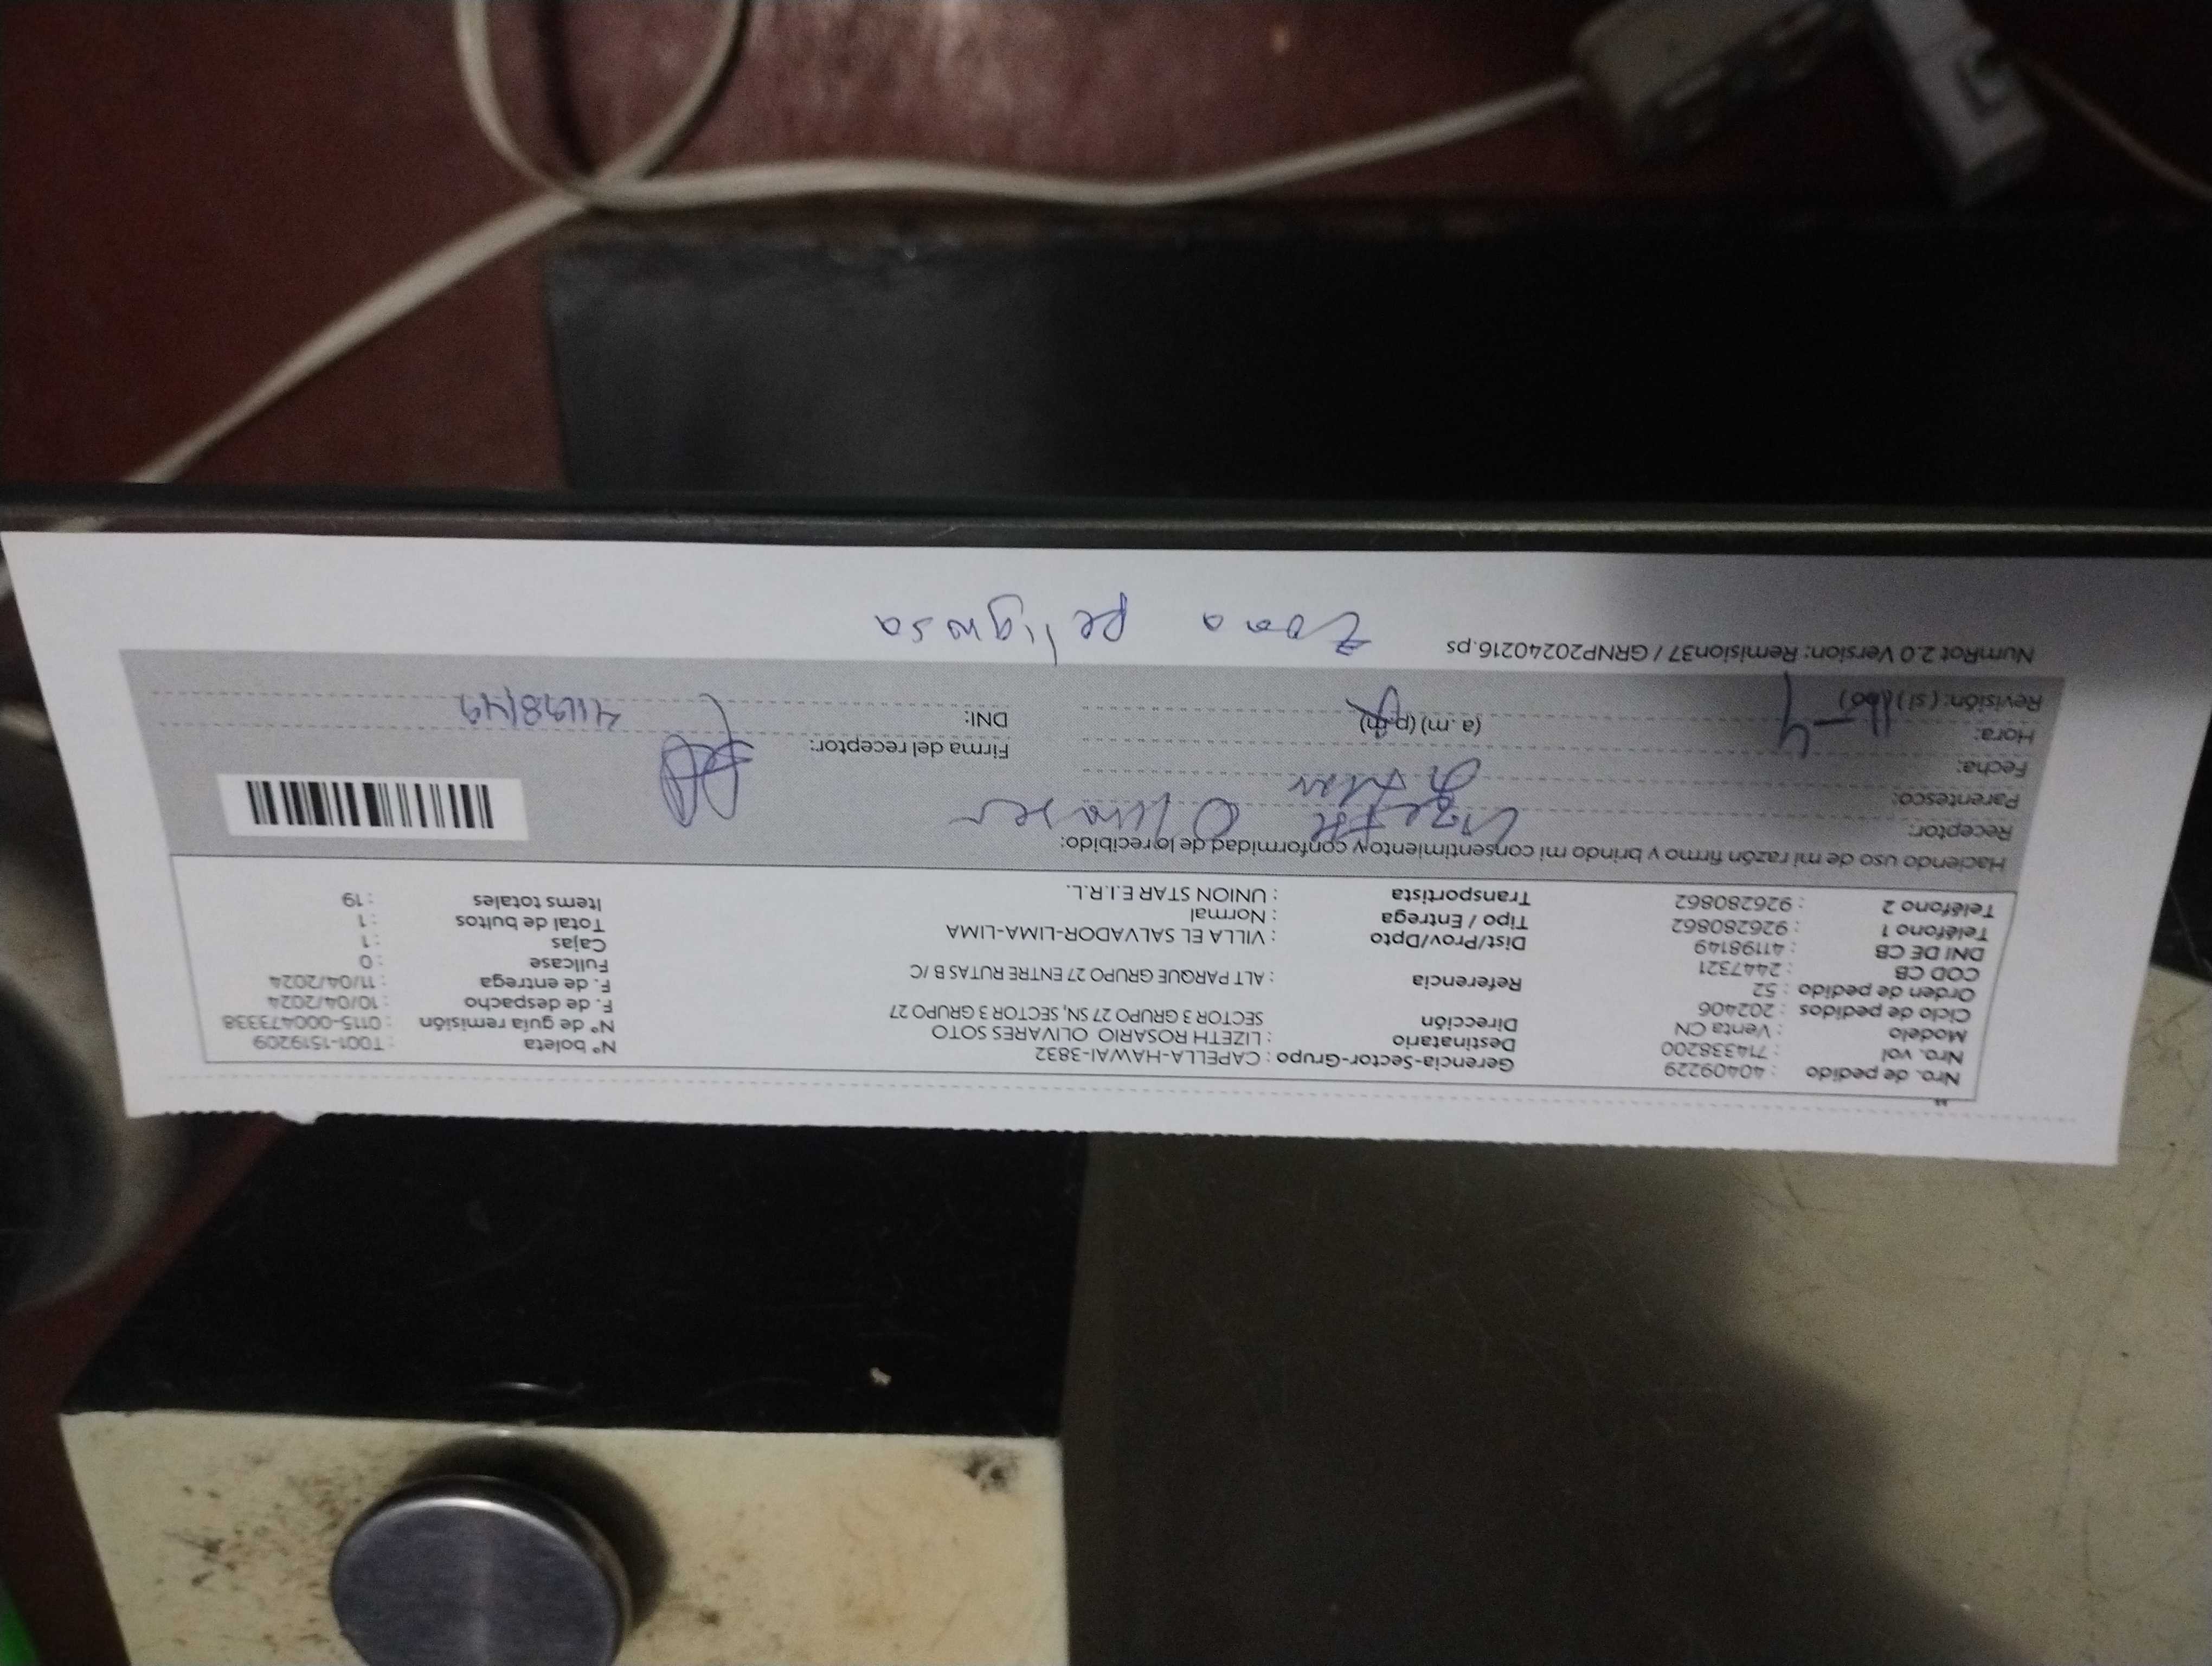 Nro. de pedido : 40409229
Nro. vol : 714338200
Modelo : Venta CN
Ciclo de pedidos : 202406
Orden de pedido : 52
COD CB : 2447321
DNI DE CB : 41198149
Teléfono 1 : 926280862
Teléfono 2 : 926280862
Gerencia-Sector-Grupo : CAPELLA-HAWAI-3832
Destinatario : LIZETH ROSARIO OLIVARES SOTO
Dirección SECTOR 3 GRUPO 27 SN, SECTOR 3 GRUPO 27
Referencia : ALT PARQUE GRUPO 27 ENTRE RUTAS B / C
Dist/Prov/Dpto : VILLA EL SALVADOR-LIMA-LIMA
Tipo / Entrega : Normal
Transportista : UNION STAR E.I.R.L.
N° boleta : T001-1519209
N° de guía remisión : 0115-000473338
F. de despacho : 10/04/2024
F. de entrega : 11/04/2024
Fullcase : 0
Cajas : 1
Total de bultos : 1
Items totales : 19
Haciendo uso de mi razón firmo y brindo mi consentimiento y conformidad de lo recibido:
Receptor:
Parentesco:
Fecha:
Hora: (a. m) (p. m)
Revisión: ( sí ) ( no )
Firma del receptor:
DNI: 41198149
NumRot 2.0 Version: Remision37 / GRNP20240216.ps
Zona peligrosa